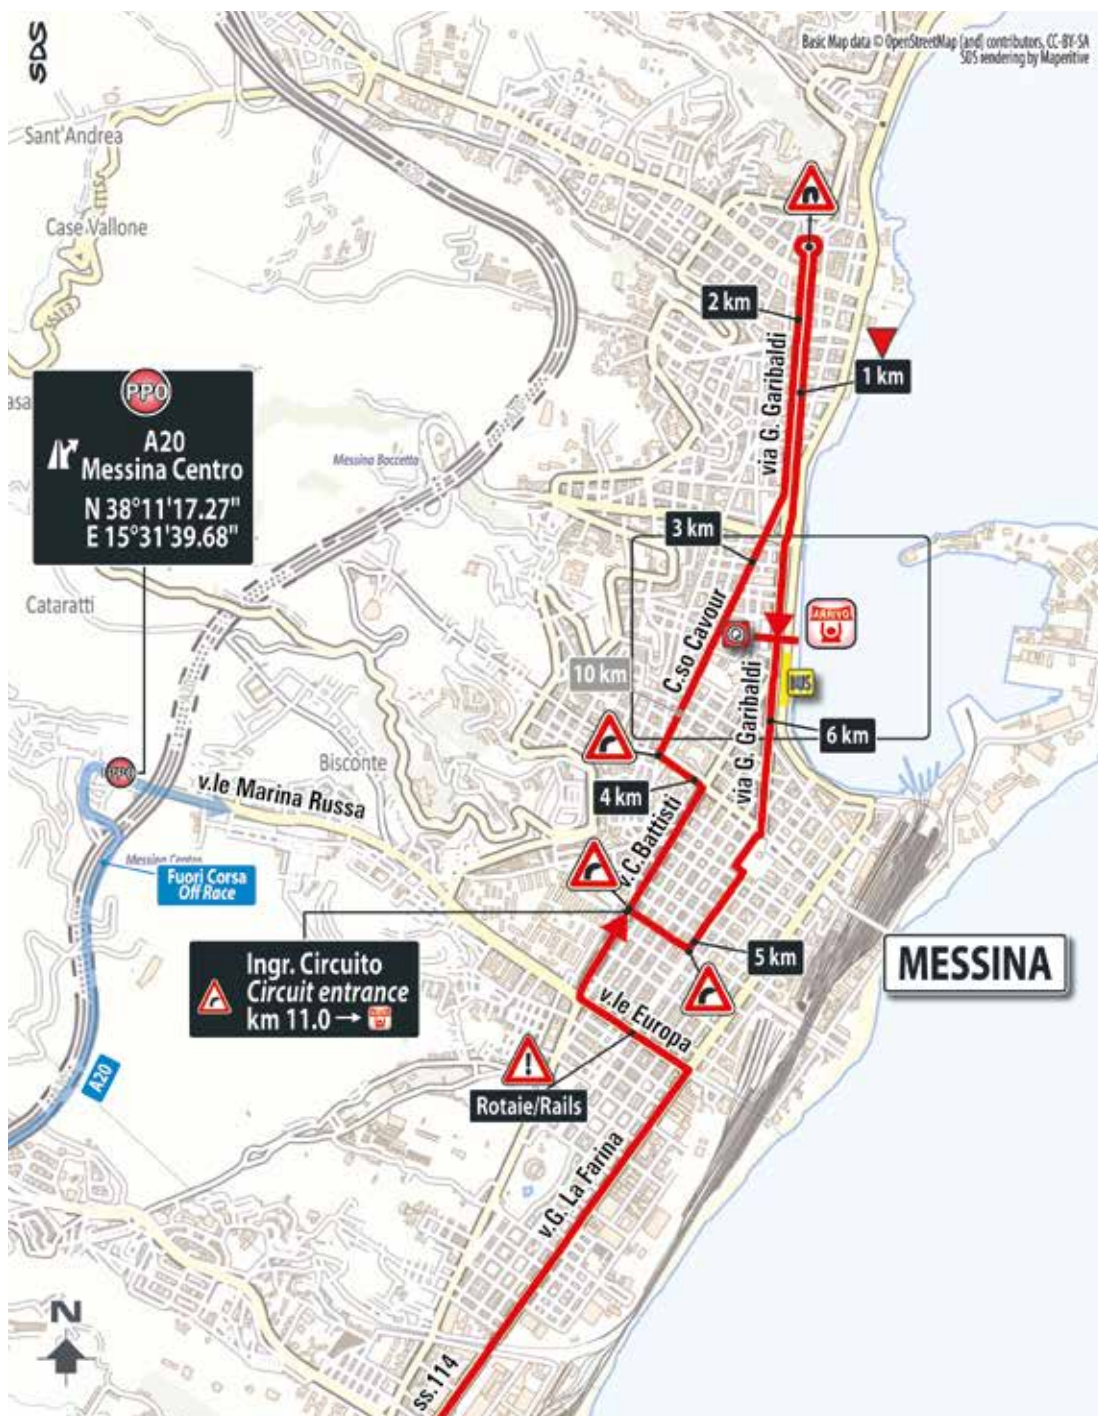 SDS
Basic Map data © OpenStreetMap (and) contributors, CC-BY-SA
SDS rendering by Maperitive
Sant'Andrea
Case Vallone
2 km
via G. Garibaldi
1 km
PPO
A20
Messina Centro
N 38°11'17.27"
E 15°31'39.68"
Messina Boccetta
3 km
Cataratti
C.so Cavour
ARRIVO
10 km
BUS
via G. Garibaldi
6 km
Bisconte
PPO
v.le Marina Russa
4 km
v.C.Battisti
Messina Centro
Fuori Corsa
Off Race
Ingr. Circuito
Circuit entrance
km 11.0
5 km
MESSINA
v.le Europa
A20
Rotaie/Rails
v.G. La Farina
N
ss.114